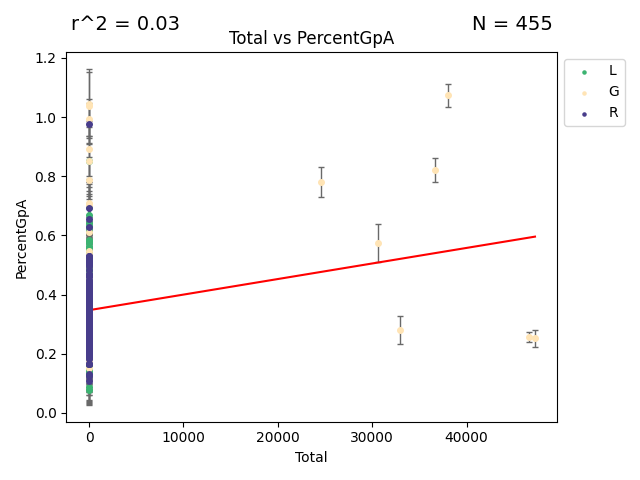 r^2 = 0.03
N = 455
Total vs PercentGpA
L
G
R
PercentGpA
1.2
1.0
0.8
0.6
0.4
0.2
0.0
0
10000
20000
30000
40000
Total